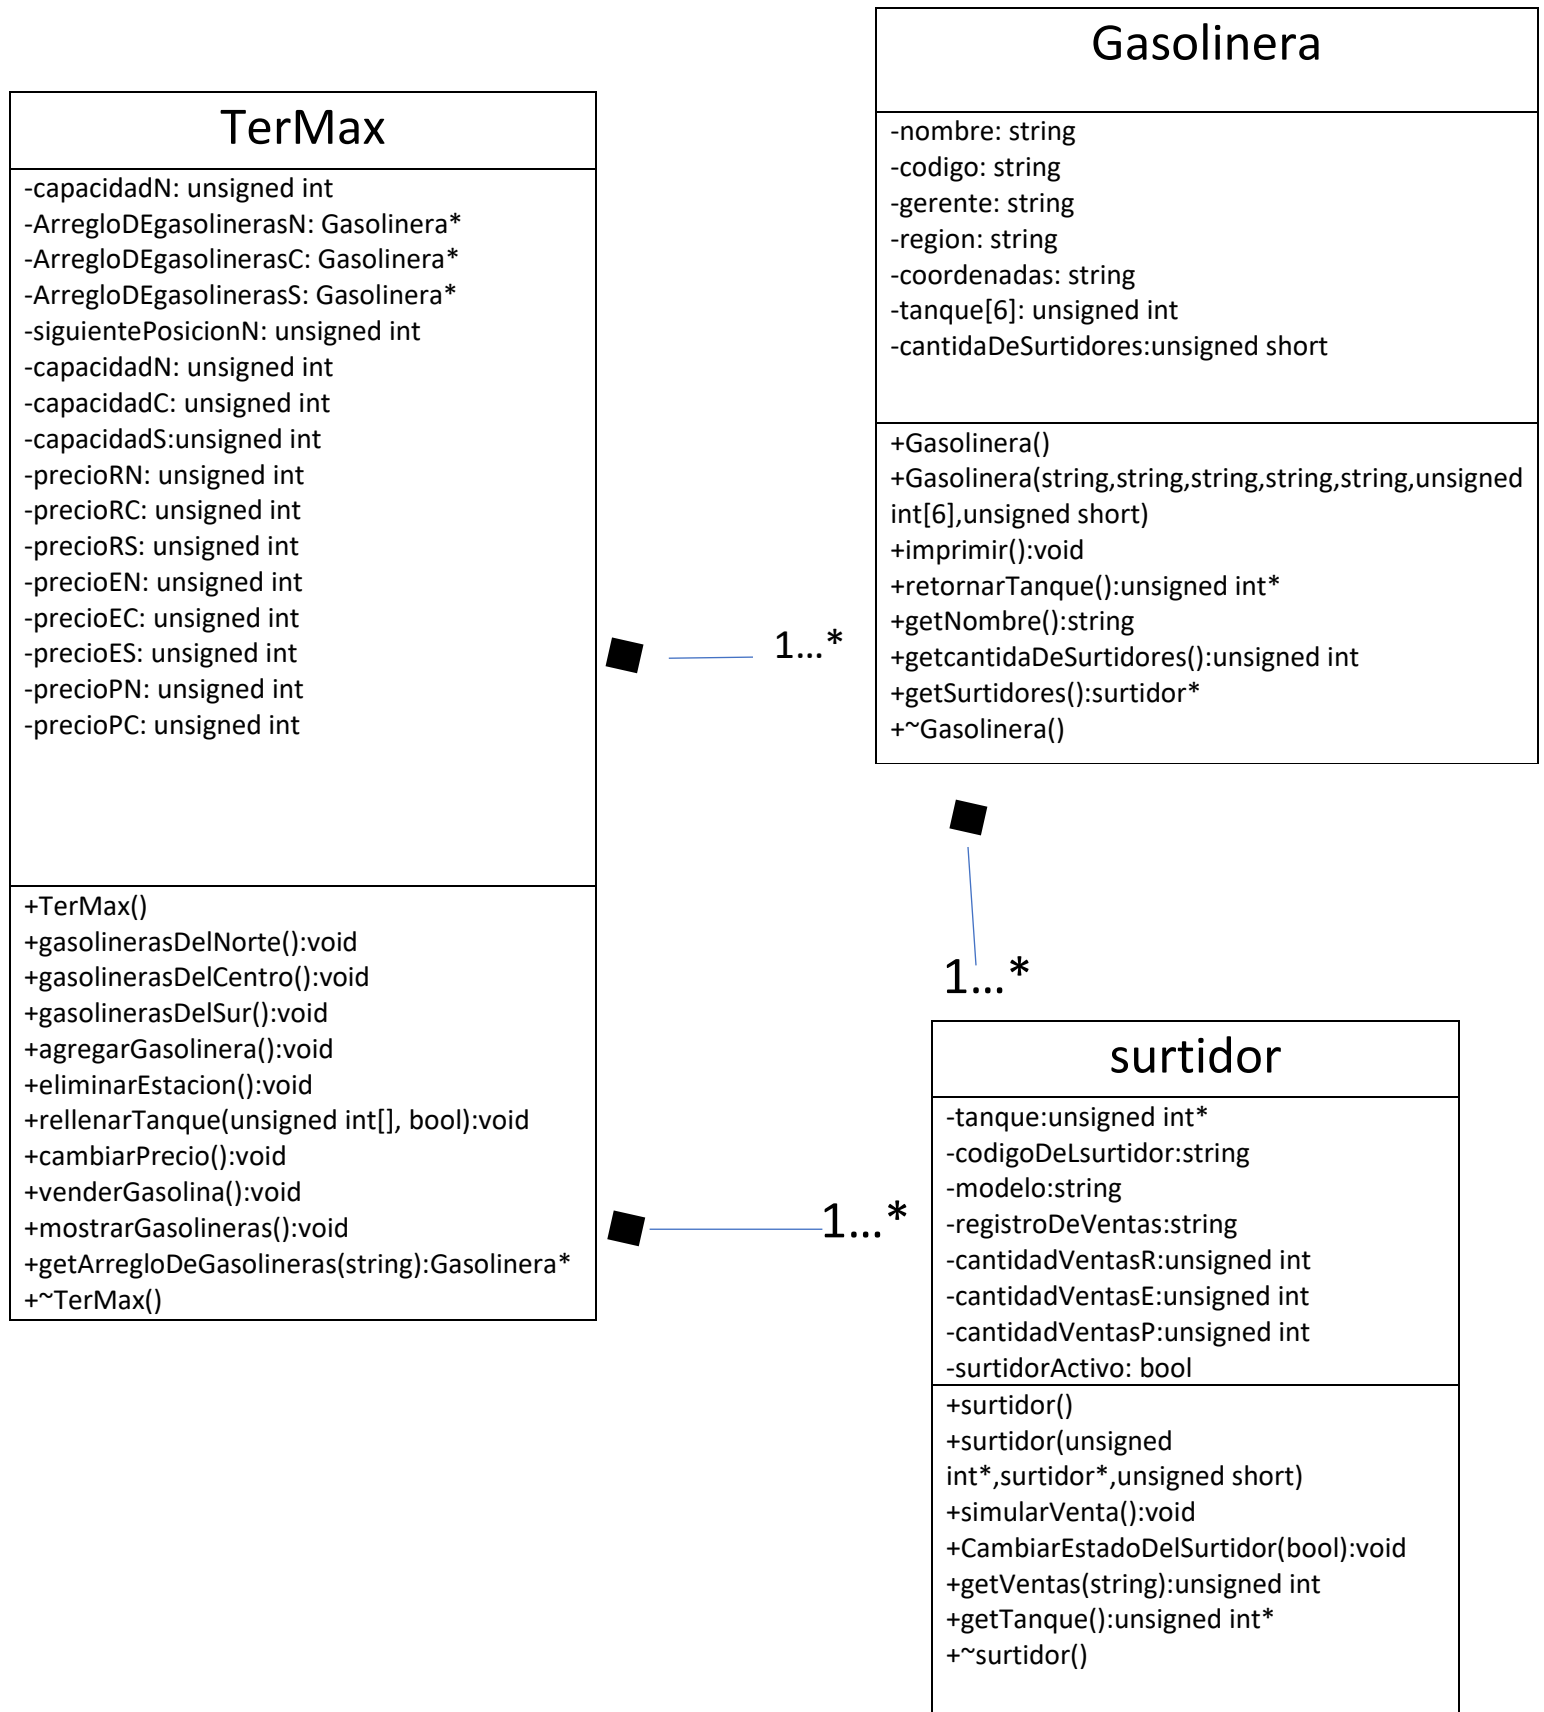 TerMax
-capacidadN: unsigned int
-ArregloDEgasolinerasN: Gasolinera*
-ArregloDEgasolinerasC: Gasolinera*
-ArregloDEgasolinerasS: Gasolinera*
-siguientePosicionN: unsigned int
-capacidadN: unsigned int
-capacidadC: unsigned int
-capacidadS:unsigned int
-precioRN: unsigned int
-precioRC: unsigned int
-precioRS: unsigned int
-precioEN: unsigned int
-precioEC: unsigned int
-precioES: unsigned int
-precioPN: unsigned int
-precioPC: unsigned int
+TerMax()
+gasolinerasDelNorte():void
+gasolinerasDelCentro():void
+gasolinerasDelSur():void
+agregarGasolinera():void
+eliminarEstacion():void
+rellenarTanque(unsigned int[], bool):void
+cambiarPrecio():void
+venderGasolina():void
+mostrarGasolineras():void
+getArregloDeGasolineras(string):Gasolinera*
+~TerMax()
1...*
1...*
Gasolinera
-nombre: string
-codigo: string
-gerente: string
-region: string
-coordenadas: string
-tanque[6]: unsigned int
-cantidaDeSurtidores:unsigned short
+Gasolinera()
+Gasolinera(string,string,string,string,string,unsigned
int[6],unsigned short)
+imprimir():void
+retornarTanque():unsigned int*
+getNombre():string
+getcantidaDeSurtidores():unsigned int
+getSurtidores():surtidor*
+~Gasolinera()
1...*
surtidor
-tanque:unsigned int*
-codigoDeLsurtidor:string
-modelo:string
-registroDeVentas:string
-cantidadVentasR:unsigned int
-cantidadVentasE:unsigned int
-cantidadVentasP:unsigned int
-surtidorActivo: bool
+surtidor()
+surtidor(unsigned
int*,surtidor*,unsigned short)
+simularVenta():void
+CambiarEstadoDelSurtidor(bool):void
+getVentas(string):unsigned int
+getTanque():unsigned int*
+~surtidor()